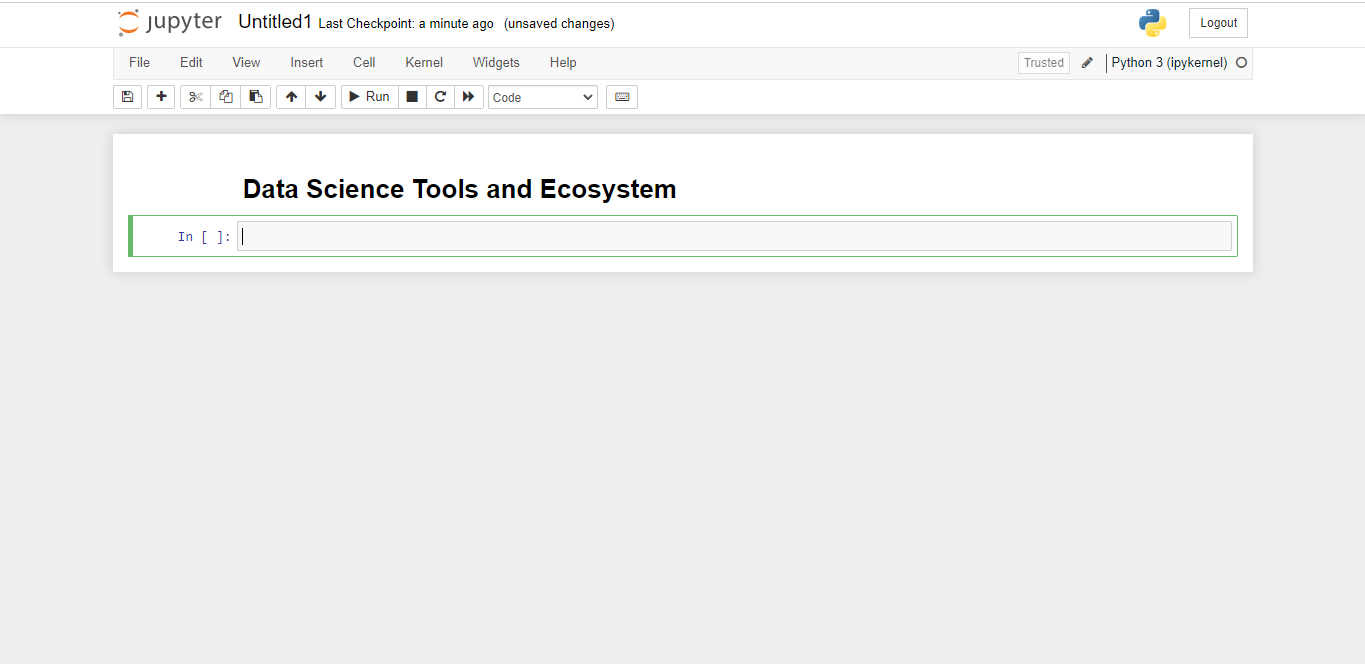 jupyter Untitled1 Last Checkpoint: a minute ago (unsaved changes) Logout
File Edit View Insert Cell Kernel Widgets Help Trusted Python 3 (ipykernel)
Run Code
Data Science Tools and Ecosystem
In [ ]: